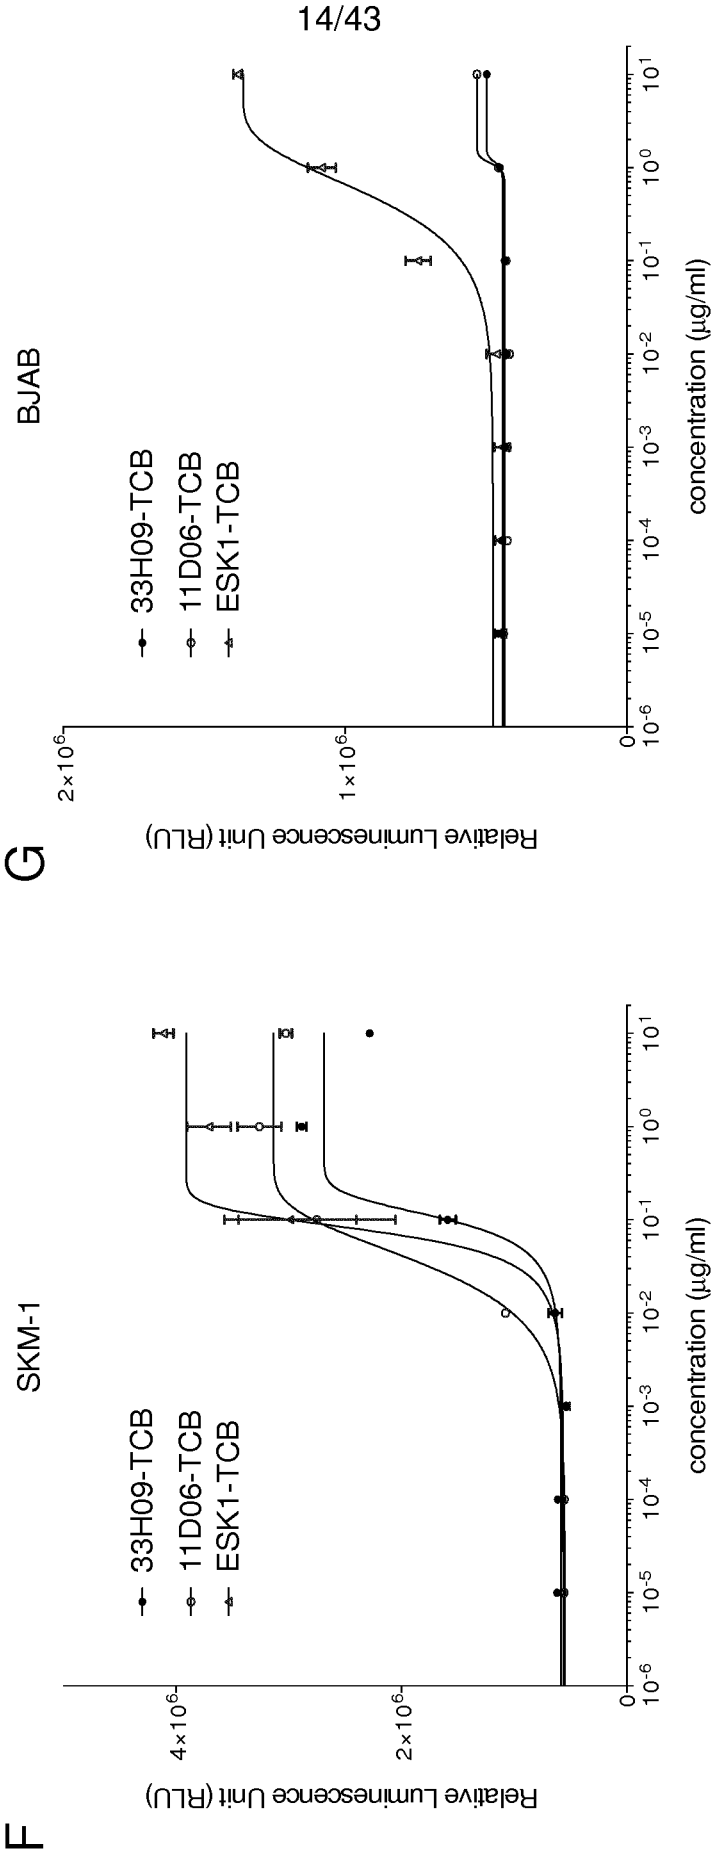 14/43
F
SKM-1
33H09-TCB
11D06-TCB
ESK1-TCB
Relative Luminescence Unit (RLU)
4×10⁶
2×10⁶
0
10⁻⁶ 10⁻⁵ 10⁻⁴ 10⁻³ 10⁻² 10⁻¹ 10⁰ 10¹
concentration (µg/ml)
G
BJAB
33H09-TCB
11D06-TCB
ESK1-TCB
Relative Luminescence Unit (RLU)
2×10⁶
1×10⁶
0
10⁻⁶ 10⁻⁵ 10⁻⁴ 10⁻³ 10⁻² 10⁻¹ 10⁰ 10¹
concentration (µg/ml)